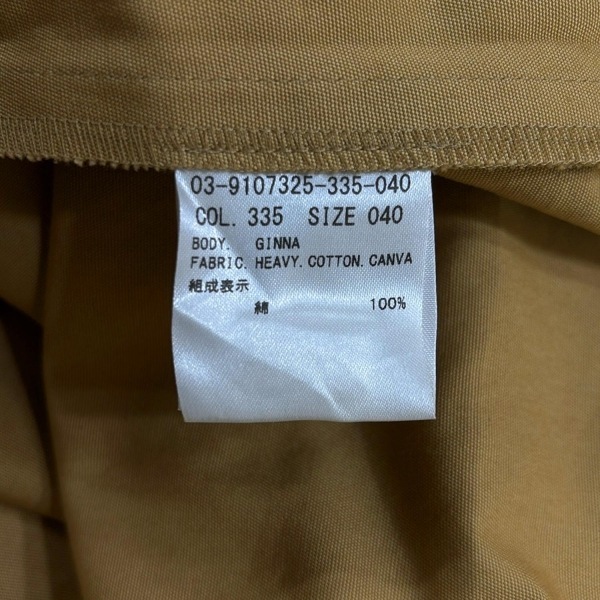 03-9107325-335-040
COL. 335 SIZE 040
BODY. GINNA
FABRIC. HEAVY. COTTON. CANVA
組成表示
綿 100%